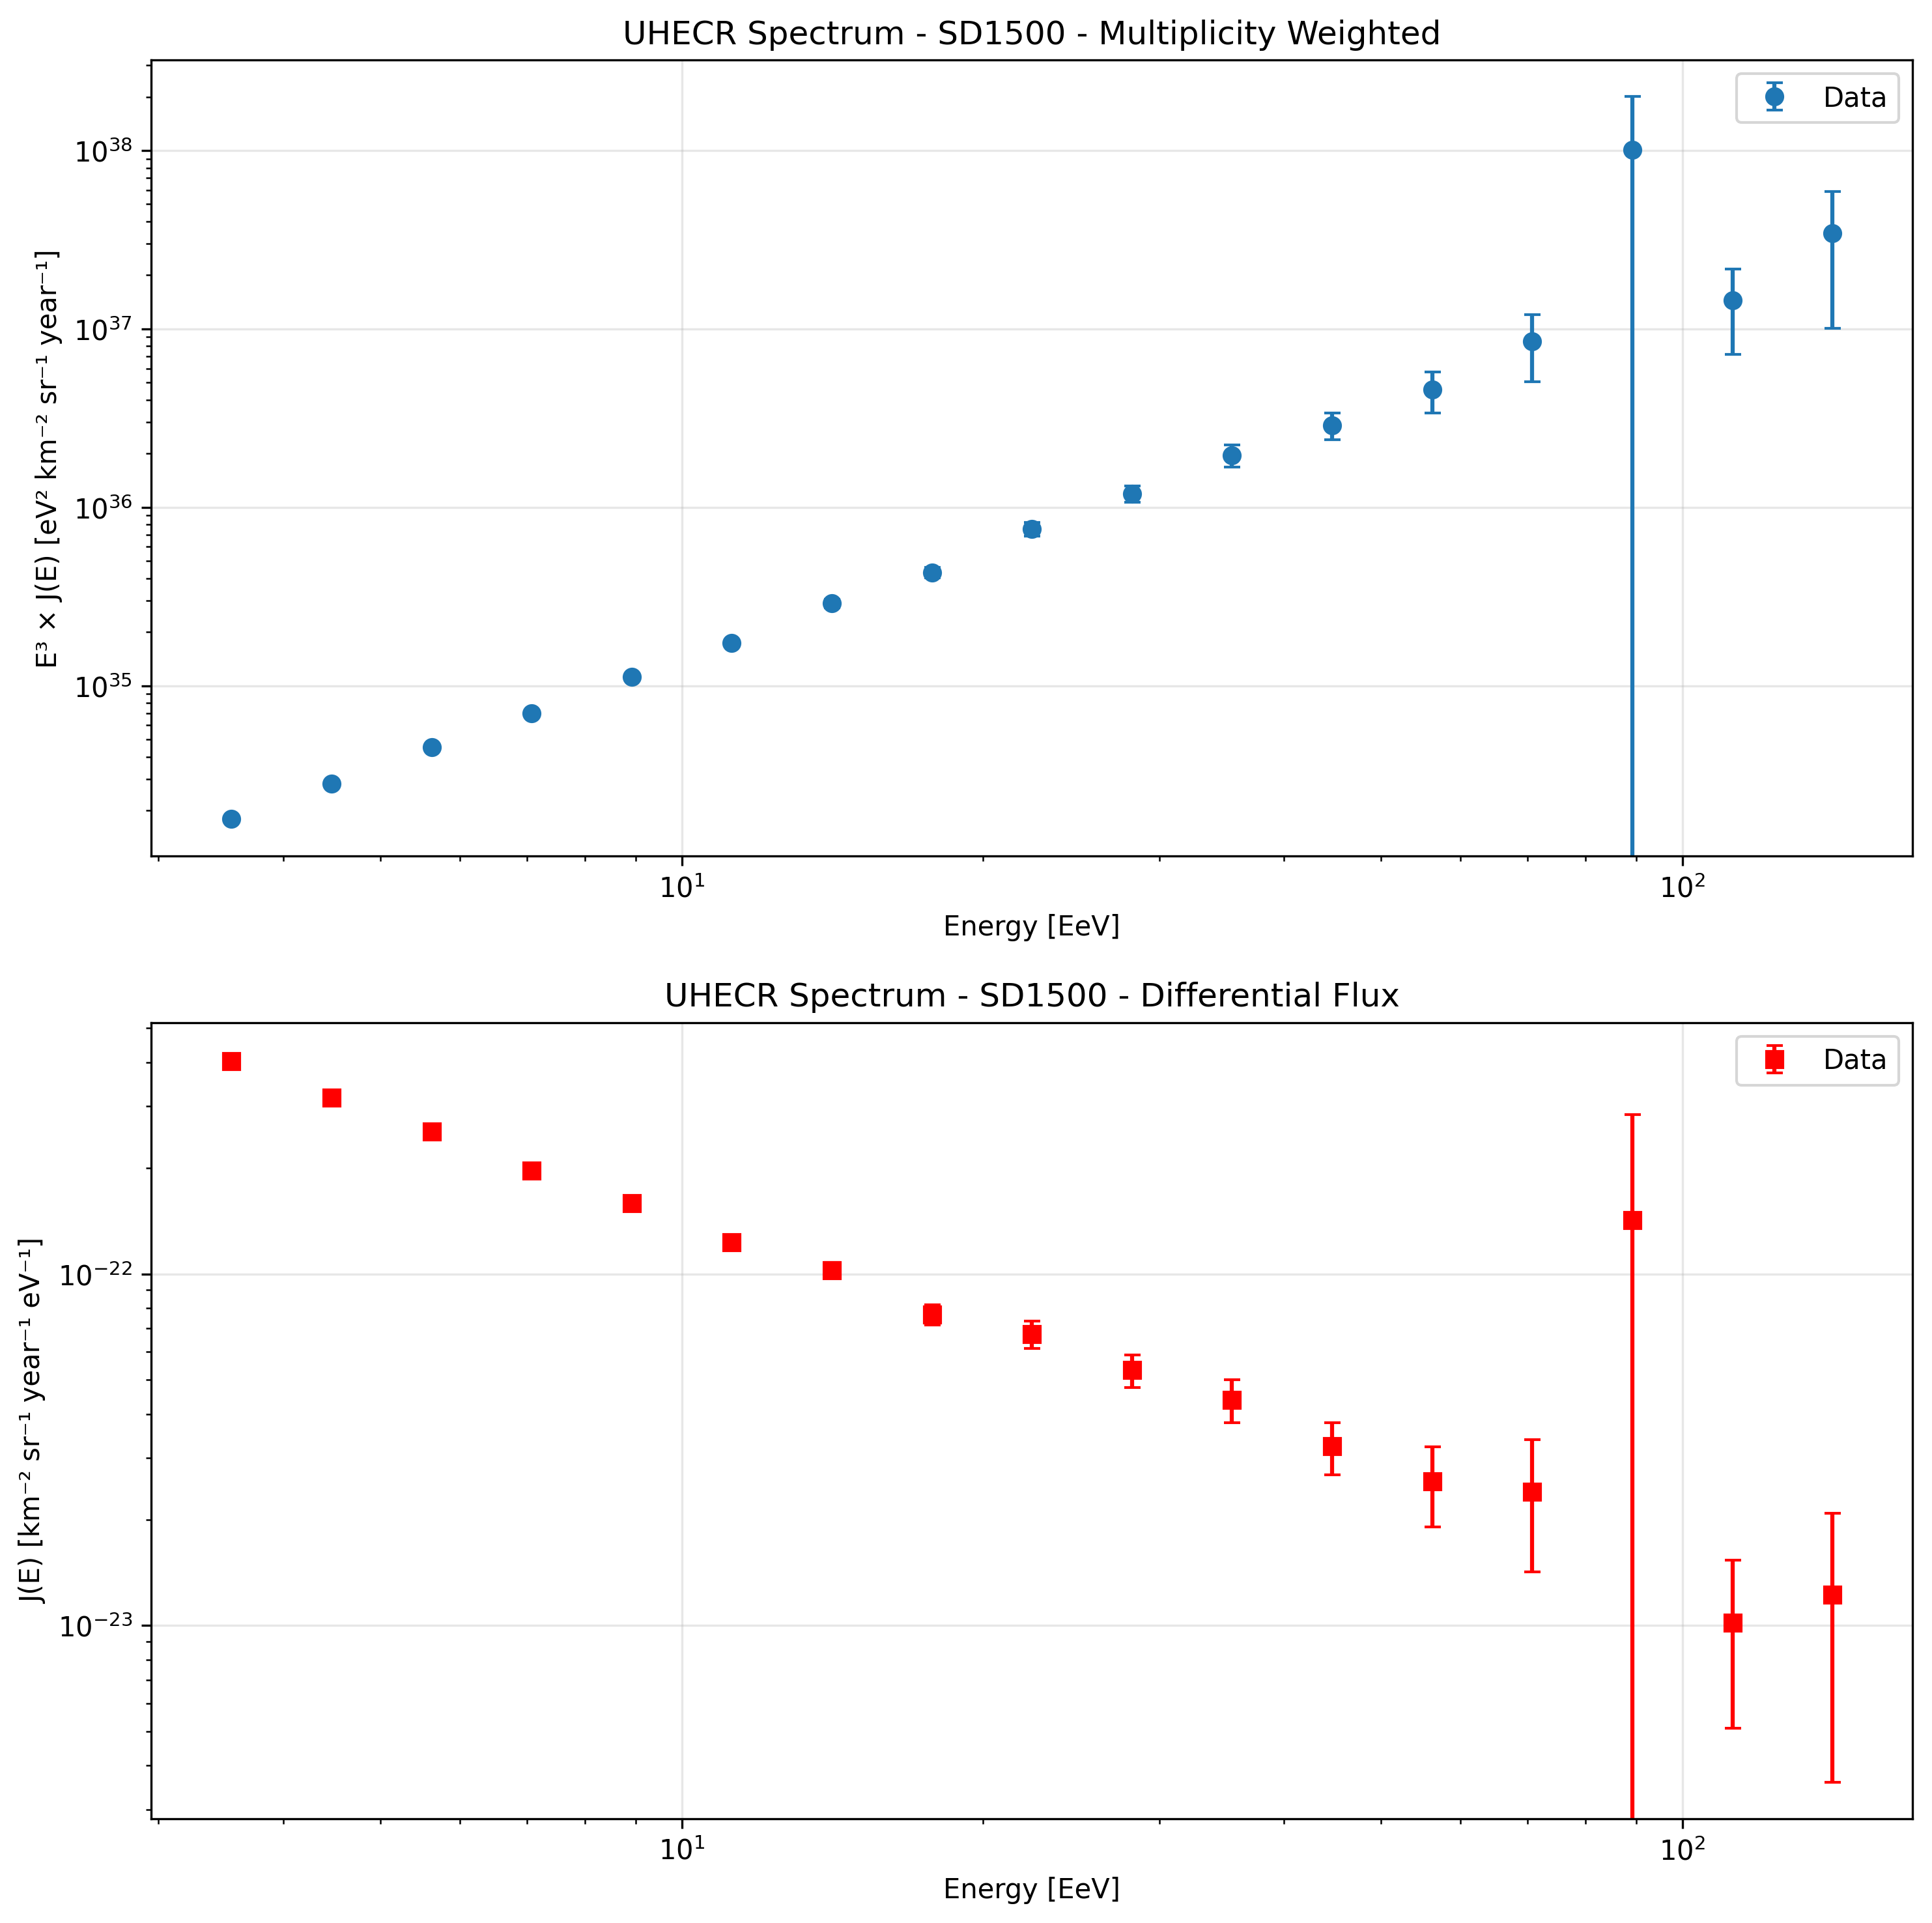 UHECR Spectrum - SD1500 - Multiplicity Weighted
Data
E³ × J(E) [eV² km⁻² sr⁻¹ year⁻¹]
10³⁸
10³⁷
10³⁶
10³⁵
10¹ 10²
Energy [EeV]
UHECR Spectrum - SD1500 - Differential Flux
Data
J(E) [km⁻² sr⁻¹ year⁻¹ eV⁻¹]
10⁻²²
10⁻²³
10¹ 10²
Energy [EeV]